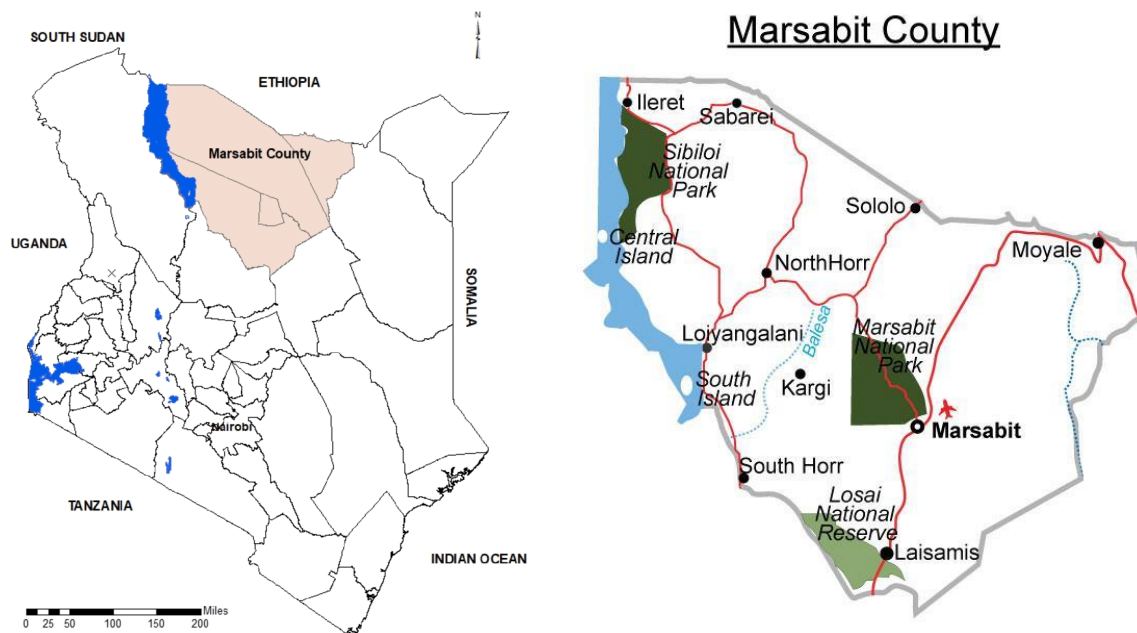 SOUTH SUDAN
N
ETHIOPIA
Marsabit County
UGANDA
SOMALIA
Nairobi
TANZANIA
INDIAN OCEAN
Miles
0 25 50 100 150 200
Marsabit County
Ileret
Sabarei
Sibiloi
National
Park
Sololo
Central
Island
Moyale
NorthHorr
Loiyangalani
Balesa
Marsabit
National
Park
South
Island
Kargi
Marsabit
South Horr
Losai
National
Reserve
Laisamis